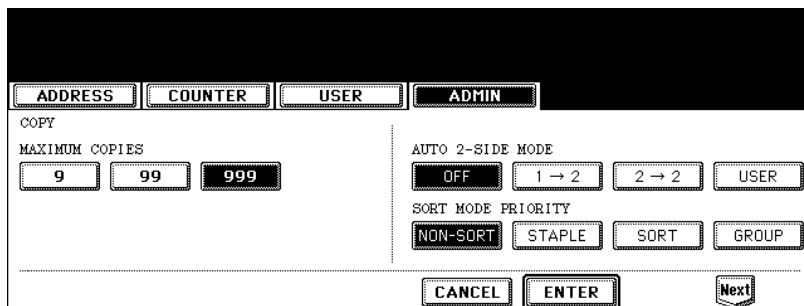 ADDRESS COUNTER USER ADMIN
COPY
MAXIMUM COPIES
9 99 999
AUTO 2-SIDE MODE
OFF 1 → 2 2 → 2 USER
SORT MODE PRIORITY
NON-SORT STAPLE SORT GROUP
CANCEL ENTER Next